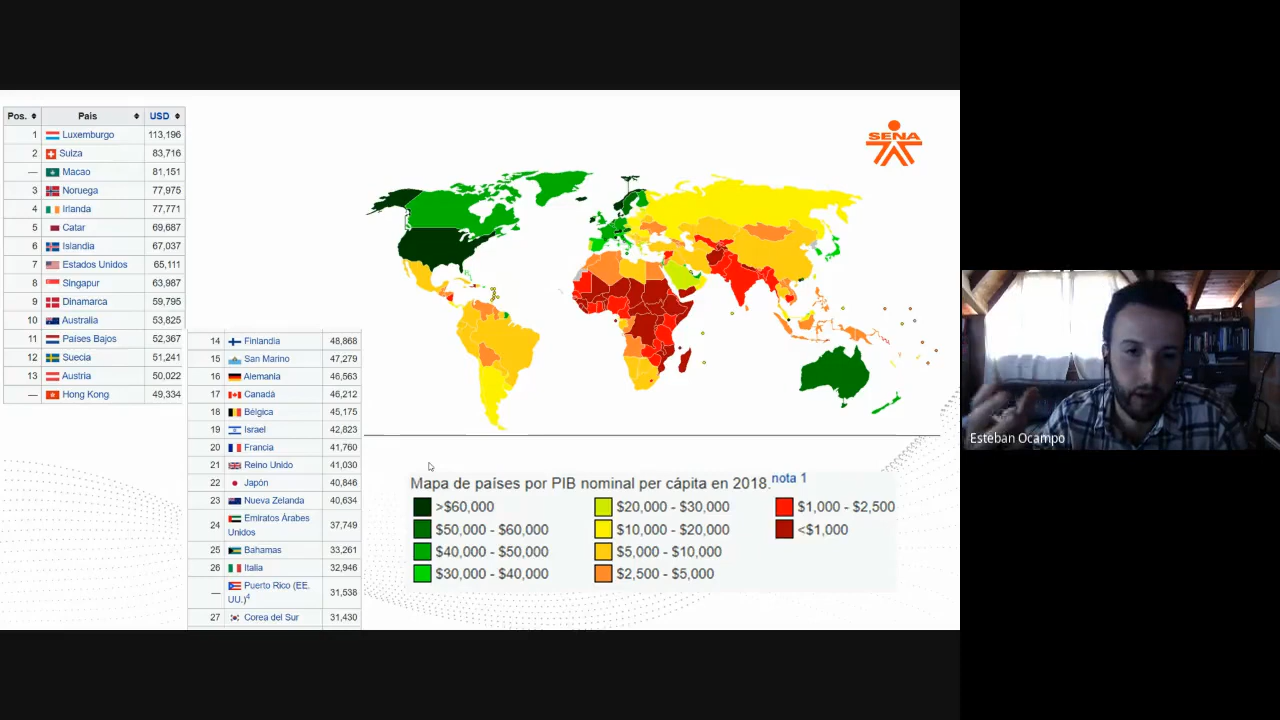 Pos. País USD
1 Luxemburgo 113,196
2 Suiza 83,716
— Macao 81,151
3 Noruega 77,975
4 Irlanda 77,771
5 Catar 69,687
6 Islandia 67,037
7 Estados Unidos 65,111
8 Singapur 63,987
9 Dinamarca 59,795
10 Australia 53,825
11 Países Bajos 52,367
12 Suecia 51,241
13 Austria 50,022
— Hong Kong 49,334
14 Finlandia 48,868
15 San Marino 47,279
16 Alemania 46,563
17 Canadá 46,212
18 Bélgica 45,175
19 Israel 42,823
20 Francia 41,760
21 Reino Unido 41,030
22 Japón 40,846
23 Nueva Zelanda 40,634
24 Emiratos Árabes
Unidos 37,749
25 Bahamas 33,261
26 Italia 32,946
— Puerto Rico (EE.
UU.)4 31,538
27 Corea del Sur 31,430
SENA
Mapa de países por PIB nominal per cápita en 2018. nota 1
>$60,000 $20,000 - $30,000 $1,000 - $2,500
$50,000 - $60,000 $10,000 - $20,000 <$1,000
$40,000 - $50,000 $5,000 - $10,000
$30,000 - $40,000 $2,500 - $5,000
Esteban Ocampo